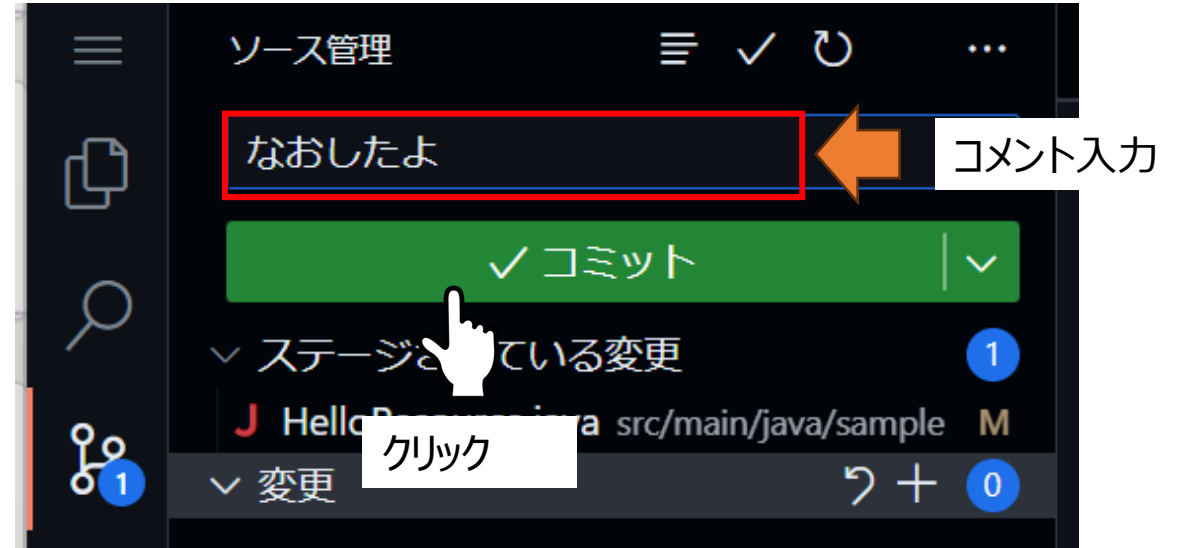 ソース管理
なおしたよ
コメント入力
コミット
ステージ ている変更 1
J Hello va src/main/java/sample M
クリック
1
変更 0